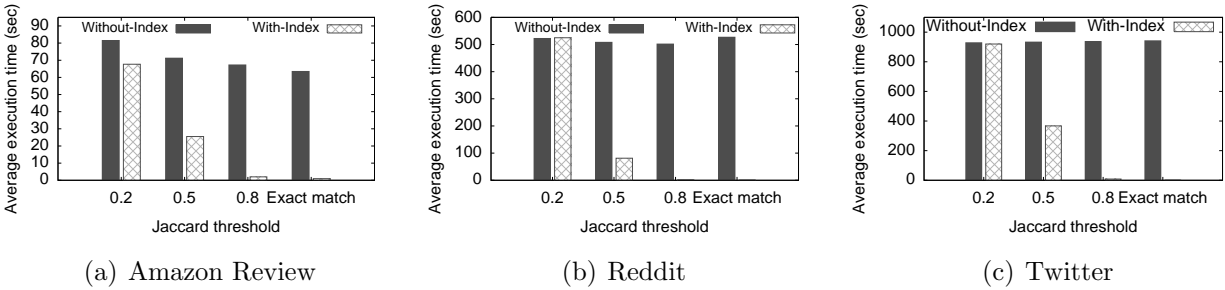 Average execution time (sec)
90
80
70
60
50
40
30
20
10
0
Without-Index
With-Index
0.2 0.5 0.8 Exact match
Jaccard threshold
(a) Amazon Review
Average execution time (sec)
600
500
400
300
200
100
0
Without-Index
With-Index
0.2 0.5 0.8 Exact match
Jaccard threshold
(b) Reddit
Average execution time (sec)
1000
800
600
400
200
0
Without-Index
With-Index
0.2 0.5 0.8 Exact match
Jaccard threshold
(c) Twitter